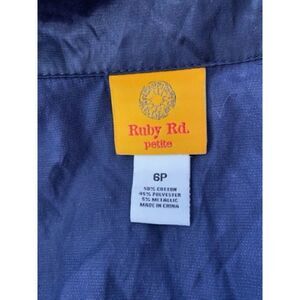 Ruby Rd.
petite
6P
50% COTTON
45% POLYESTER
5% METALLIC
MADE IN CHINA